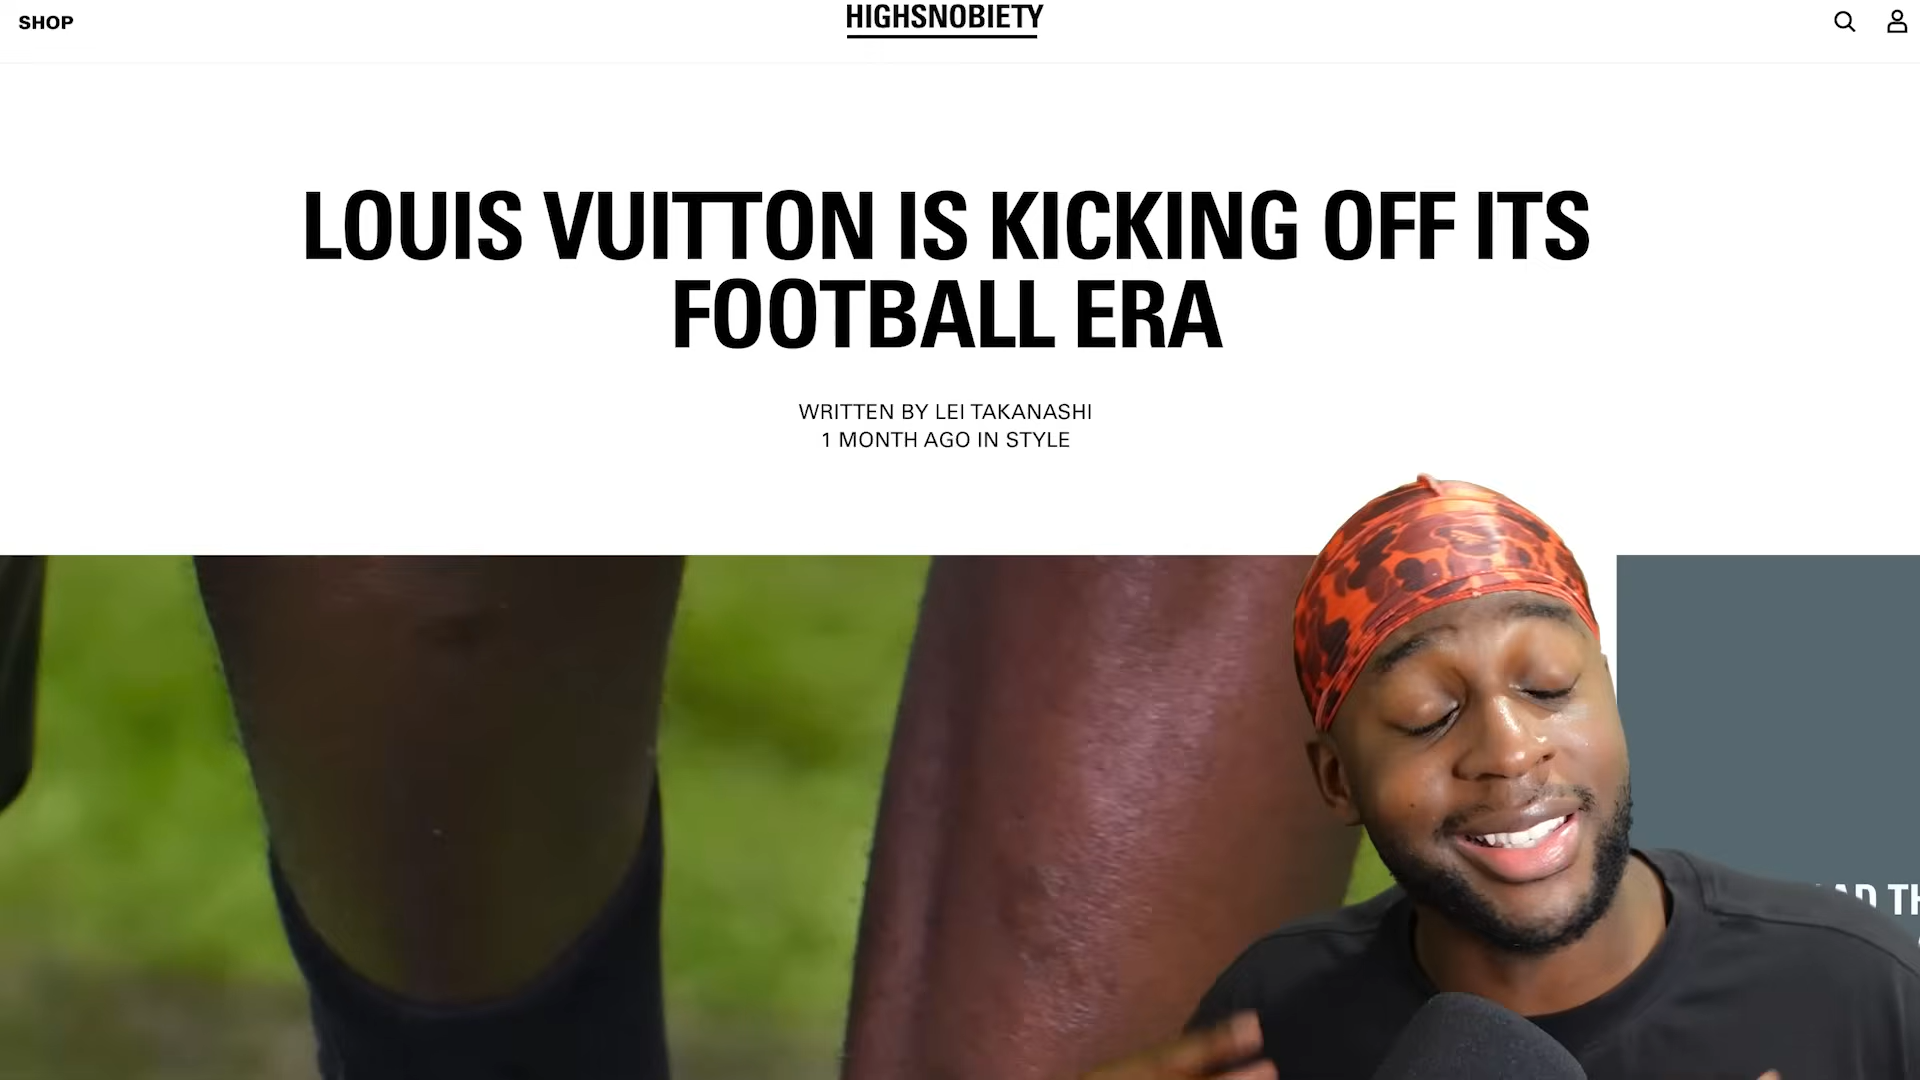 SHOP
HIGHSNOBIETY
LOUIS VUITTON IS KICKING OFF ITS
FOOTBALL ERA
WRITTEN BY LEI TAKANASHI
1 MONTH AGO IN STYLE